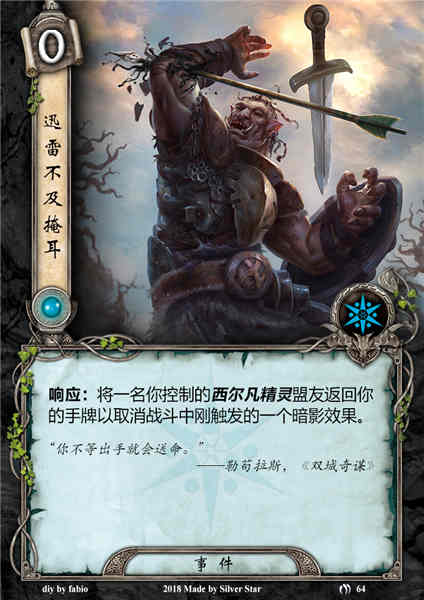 0
迅雷不及掩耳
响应：将一名你控制的西尔凡精灵盟友返回你
的手牌以取消战斗中刚触发的一个暗影效果。
“你不等出手就会送命。”
——勒苟拉斯，《双城奇谋》
事件
diy by fabio
2018 Made by Silver Star
64